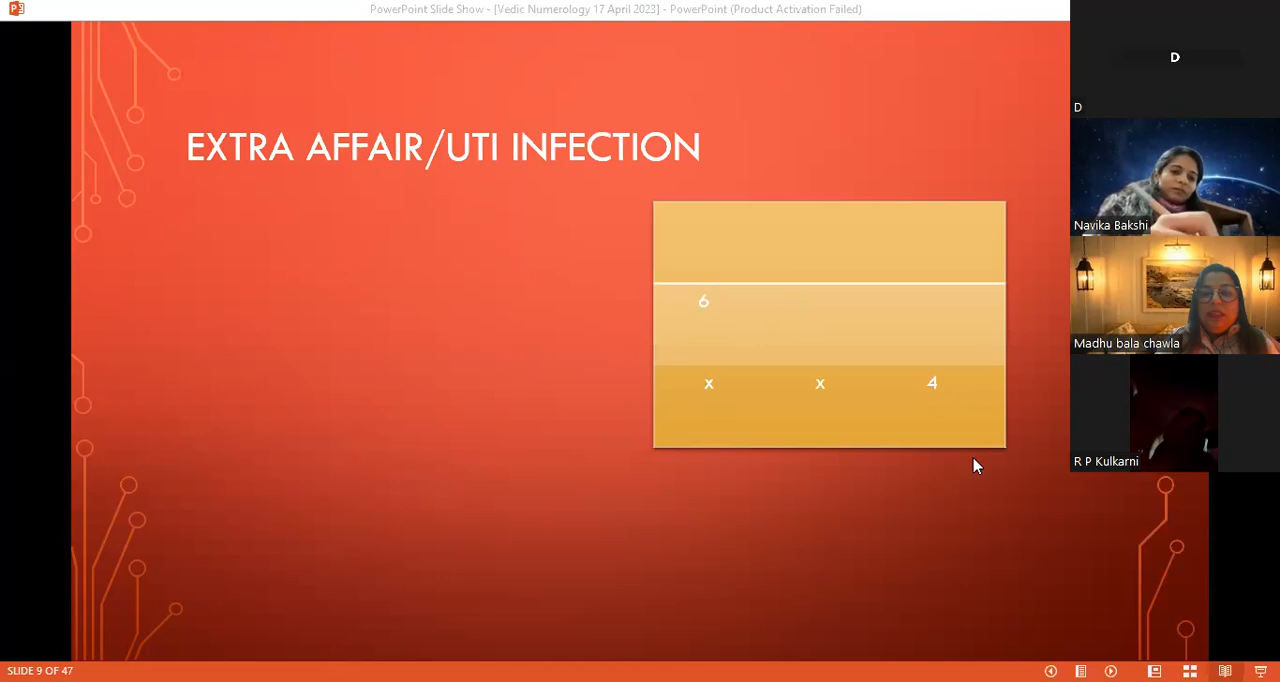 PowerPoint Slide Show - [Vedic Numerology 17 April 2023] - PowerPoint (Product Activation Failed)
D
D
EXTRA AFFAIR/UTI INFECTION
Navika Bakshi
6
Madhu bala chawla
x x 4
R P Kulkarni
SLIDE 9 OF 47